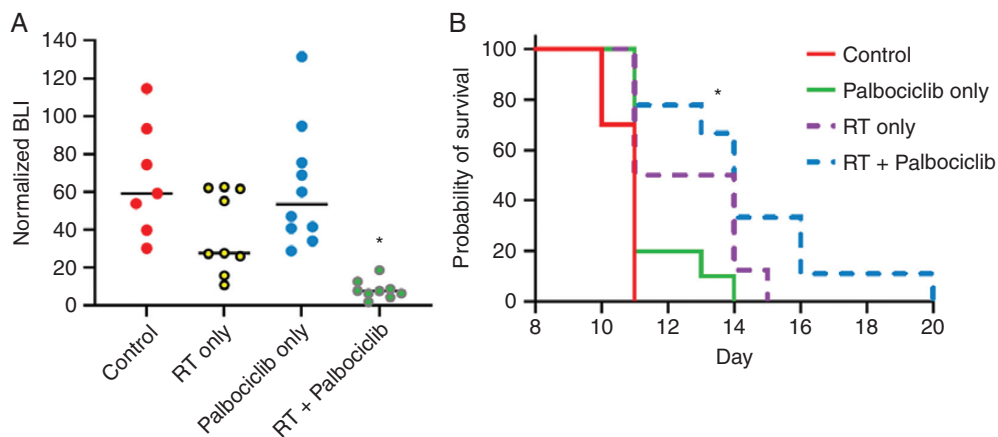 A
Normalized BLI
140
120
100
80
60
40
20
0
*
Control
RT only
Palbociclib only
RT + Palbociclib
B
Probability of survival
100
80
60
40
20
0
*
Control
Palbociclib only
RT only
RT + Palbociclib
8 10 12 14 16 18 20
Day